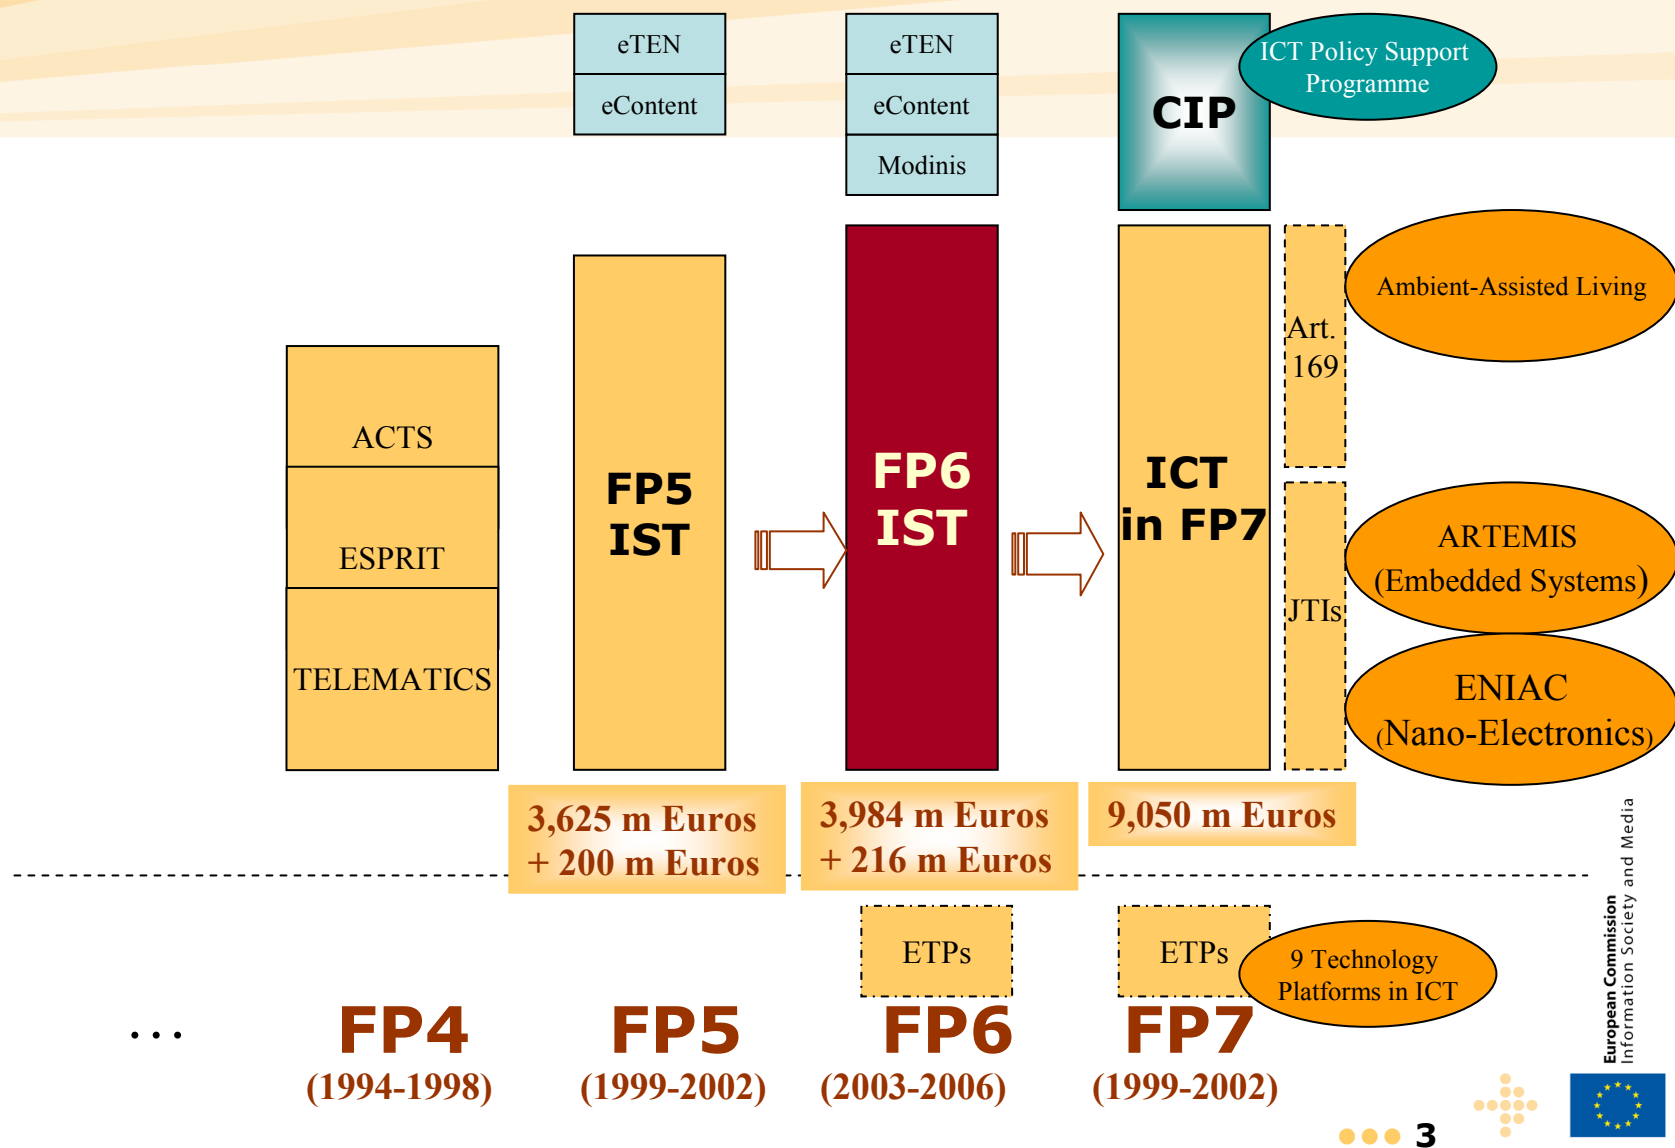 eTEN
eContent
eTEN
eContent
Modinis
CIP
ICT Policy Support
Programme
ACTS
ESPRIT
TELEMATICS
FP5
IST
FP6
IST
ICT
in FP7
Art.
169
JTIs
Ambient-Assisted Living
ARTEMIS
(Embedded Systems)
ENIAC
(Nano-Electronics)
3,625 m Euros
+ 200 m Euros
3,984 m Euros
+ 216 m Euros
9,050 m Euros
ETPs
ETPs
9 Technology
Platforms in ICT
...
FP4
(1994-1998)
FP5
(1999-2002)
FP6
(2003-2006)
FP7
(1999-2002)
European Commission
Information Society and Media
3